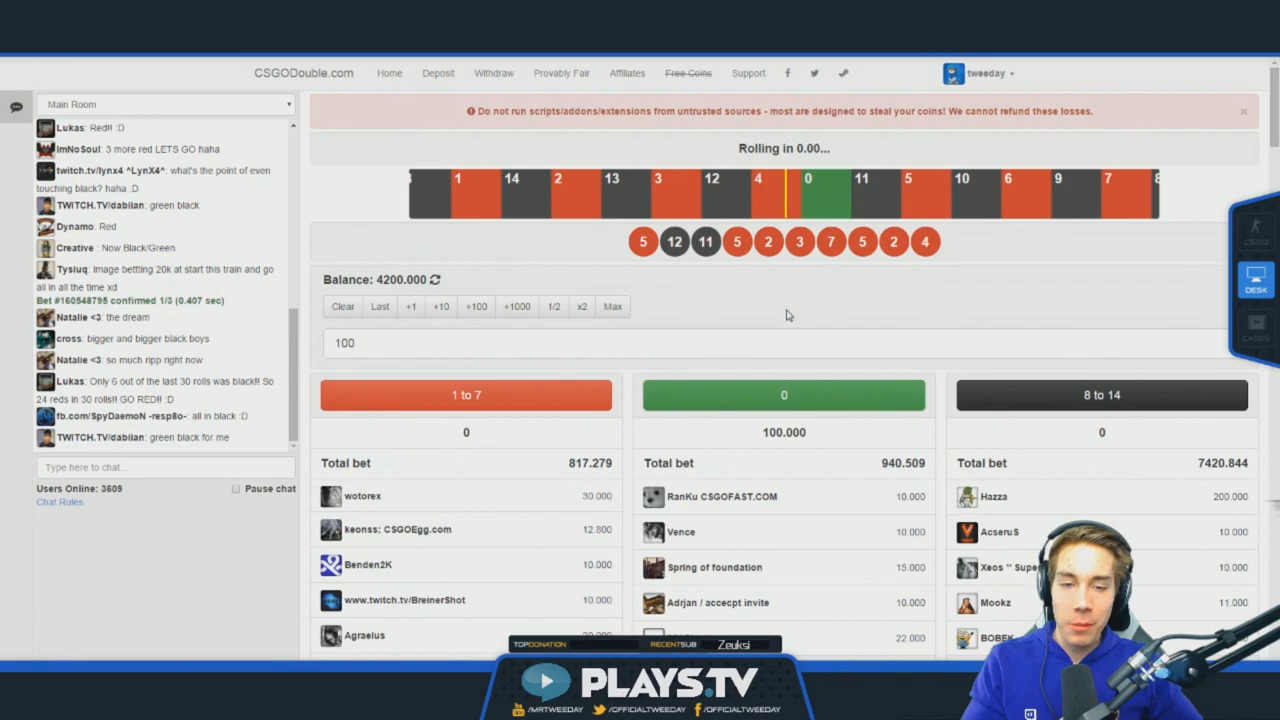 CSGODouble.com Home Deposit Withdraw Provably Fair Affiliates Free Coins Support tweeday
Main Room
Lukas: Red!! :D
ImNoSoul: 3 more red LETS GO haha
twitch.tv/lynx4 ^LynX4^: what's the point of even
touching black? haha :D
TWITCH.TV/dabiian: green black
Dynamo: Red
Creative : Now Black/Green
Tysiuq: Image bettting 20k at start this train and go
all in all the time xd
Bet #160548795 confirmed 1/3 (0.407 sec)
Natalie <3: the dream
cross: bigger and bigger black boys
Natalie <3: so much ripp right now
Lukas: Only 6 out of the last 30 rolls was black!! So
24 reds in 30 rolls!! GO RED!! :D
fb.com/SpyDaemoN -resp8o-: all in black :D
TWITCH.TV/dabiian: green black for me
Type here to chat...
Users Online: 3609 Pause chat
Chat Rules
Do not run scripts/addons/extensions from untrusted sources - most are designed to steal your coins! We cannot refund these losses. ×
Rolling in 0.00...
1 14 2 13 3 12 4 0 11 5 10 6 9 7 8
5 12 11 5 2 3 7 5 2 4
Balance: 4200.000
Clear Last +1 +10 +100 +1000 1/2 x2 Max
100
1 to 7
0
Total bet 817.279
wotorex 30.000
keonss; CSGOEgg.com 12.800
Benden2K 10.000
www.twitch.tv/BreinerShot 10.000
Agraelus
0
100.000
Total bet 940.509
RanKu CSGOFAST.COM 10.000
Vence 10.000
Spring of foundation 15.000
Adrjan / accecpt invite 10.000
22.000
8 to 14
0
Total bet 7420.844
Hazza 200.000
AcseruS 10.000
Xeos " Supe 10.000
Mookz 11.000
BOBEK
CSGO
DESK
CASES
TOPDONATION RECENTSUB Zeuksi
PLAYS.TV
/MRTWEEDAY /OFFICIALTWEEDAY /OFFICIALTWEEDAY